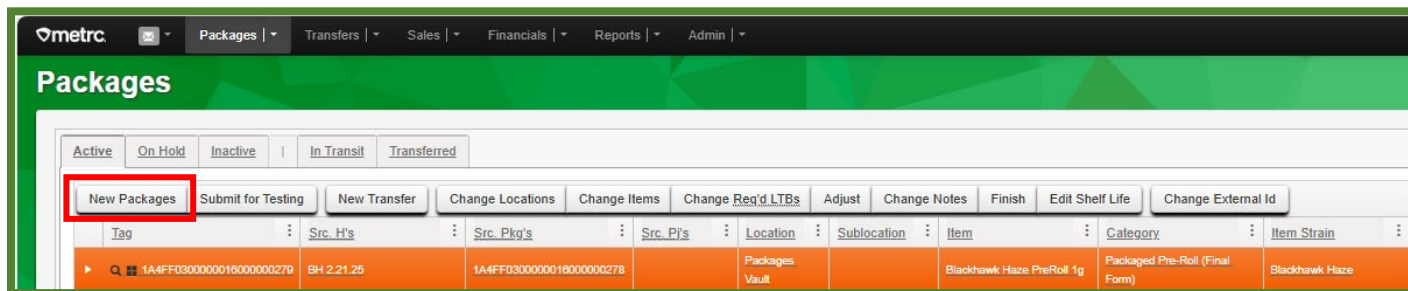 metrc. Packages | Transfers | Sales | Financials | Reports | Admin |
Packages
Active On Hold Inactive | In Transit Transferred
New Packages Submit for Testing New Transfer Change Locations Change Items Change Req'd LTBs Adjust Change Notes Finish Edit Shelf Life Change External Id
Tag Src. H's Src. Pkg's Src. Pj's Location Sublocation Item Category Item Strain
1A4FF0300000016000000279 BH 2.21.25 1A4FF0300000016000000278 Packages Vault Blackhawk Haze PreRoll 1g Packaged Pre-Roll (Final Form) Blackhawk Haze